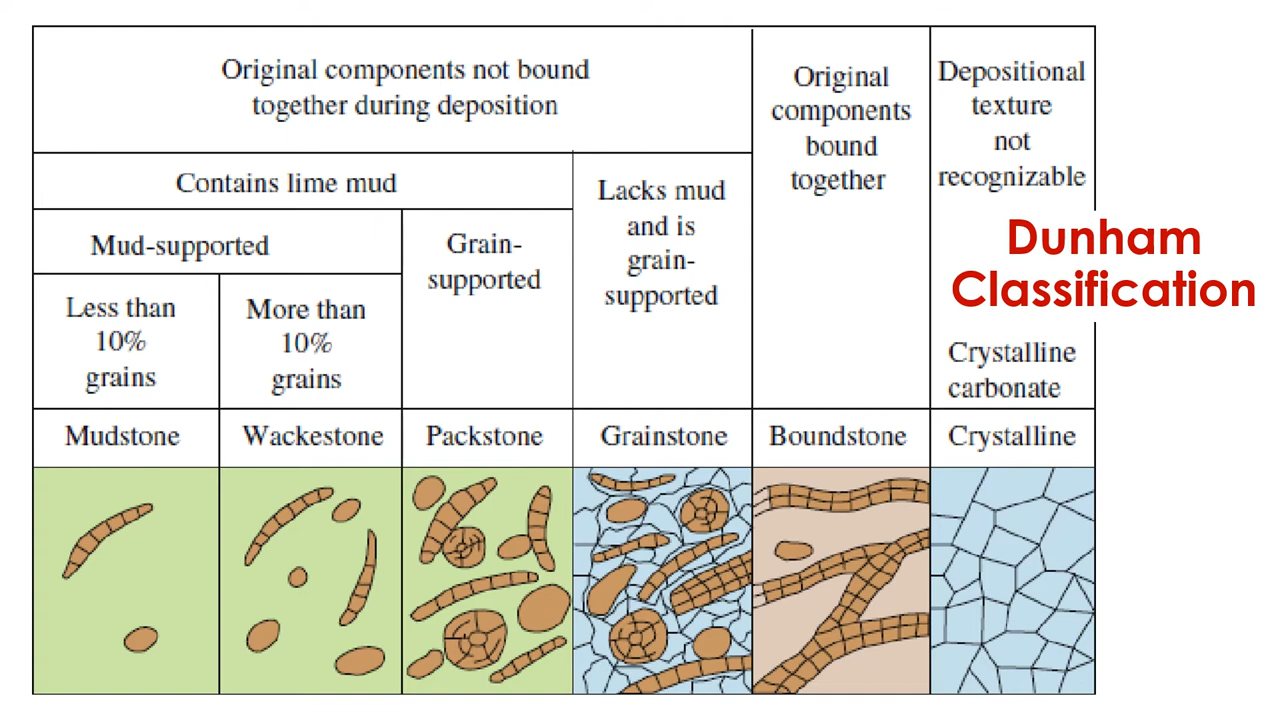 Original components not bound
together during deposition
Original
components
bound
together
Depositional
texture
not
recognizable
Contains lime mud
Lacks mud
and is
grain-
supported
Mud-supported
Grain-
supported
Dunham
Classification
Less than
10%
grains
More than
10%
grains
Crystalline
carbonate
Mudstone
Wackestone
Packstone
Grainstone
Boundstone
Crystalline